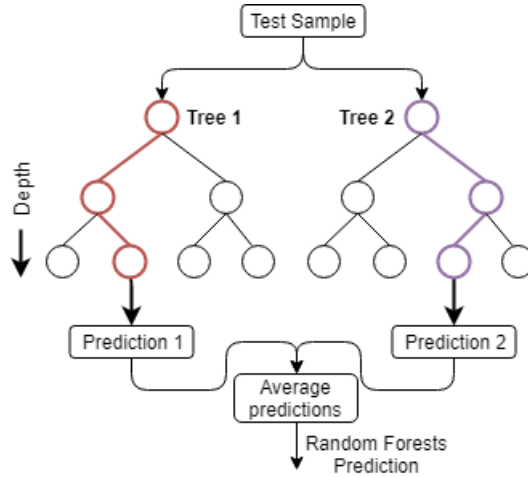 Test Sample
Tree 1
Tree 2
Depth
Prediction 1
Prediction 2
Average
predictions
Random Forests
Prediction